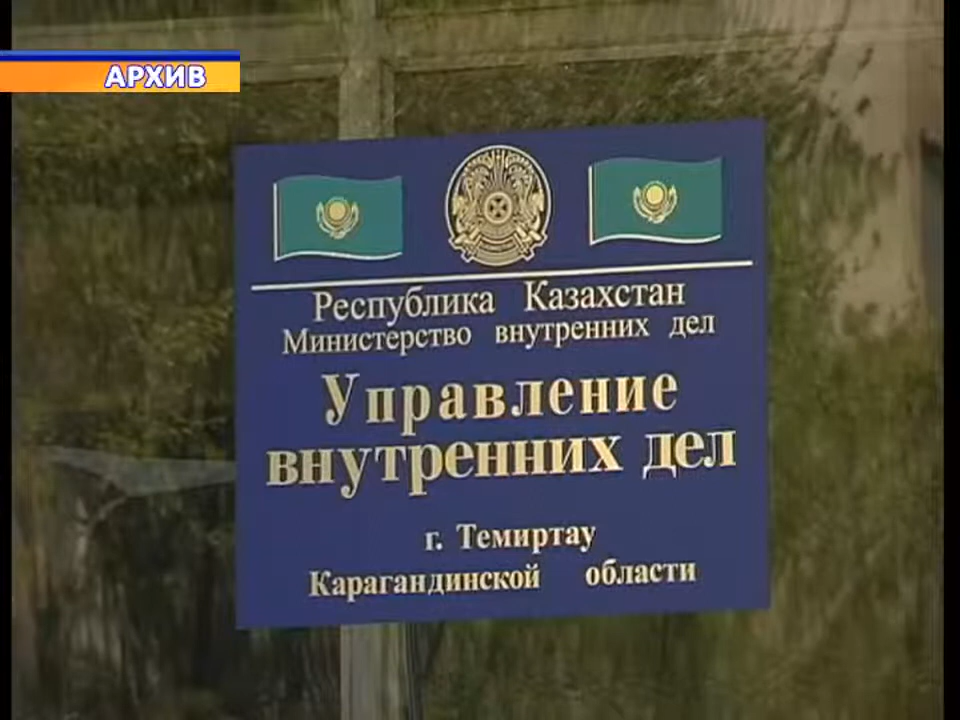 АРХИВ
Республика Казахстан
Министерство внутренних дел
Управление
внутренних дел
г. Темиртау
Карагандинской области